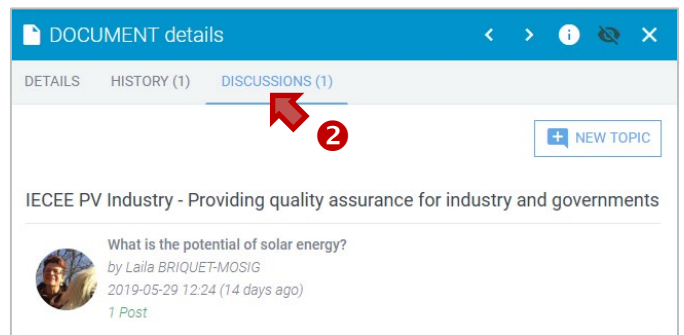 DOCUMENT details
DETAILS HISTORY (1) DISCUSSIONS (1)
2
NEW TOPIC
IECEE PV Industry - Providing quality assurance for industry and governments
What is the potential of solar energy?
by Laila BRIQUET-MOSIG
2019-05-29 12:24 (14 days ago)
1 Post